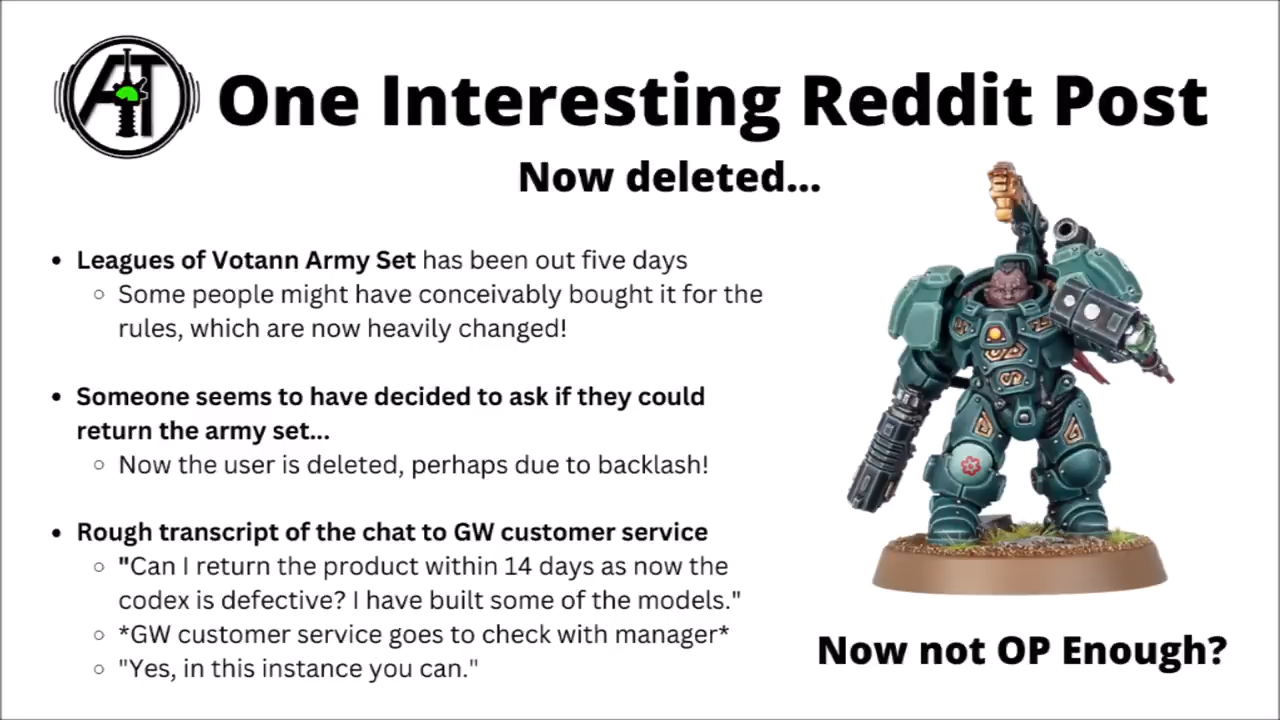 AT
One Interesting Reddit Post
Now deleted...
• Leagues of Votann Army Set has been out five days
◦ Some people might have conceivably bought it for the
rules, which are now heavily changed!
• Someone seems to have decided to ask if they could
return the army set...
◦ Now the user is deleted, perhaps due to backlash!
• Rough transcript of the chat to GW customer service
◦ "Can I return the product within 14 days as now the
codex is defective? I have built some of the models."
◦ *GW customer service goes to check with manager*
◦ "Yes, in this instance you can."
Now not OP Enough?